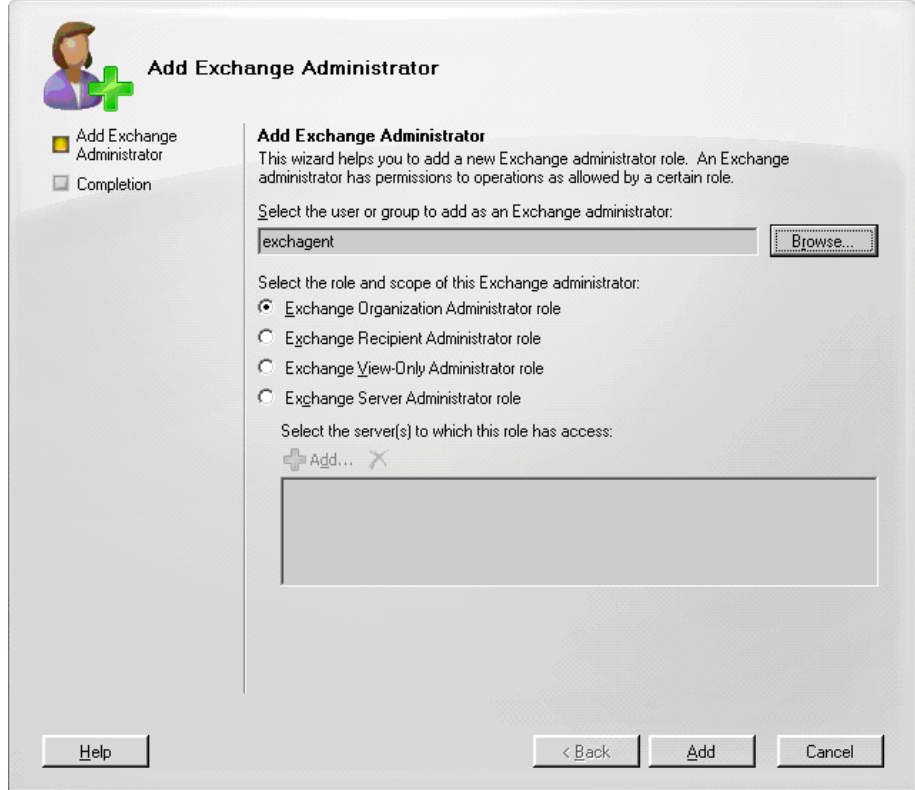 Add Exchange Administrator
Add Exchange
Administrator
Completion
Add Exchange Administrator
This wizard helps you to add a new Exchange administrator role. An Exchange
administrator has permissions to operations as allowed by a certain role.
Select the user or group to add as an Exchange administrator:
exchagent
Browse...
Select the role and scope of this Exchange administrator:
Exchange Organization Administrator role
Exchange Recipient Administrator role
Exchange View-Only Administrator role
Exchange Server Administrator role
Select the server(s) to which this role has access:
Add...
Help
< Back
Add
Cancel